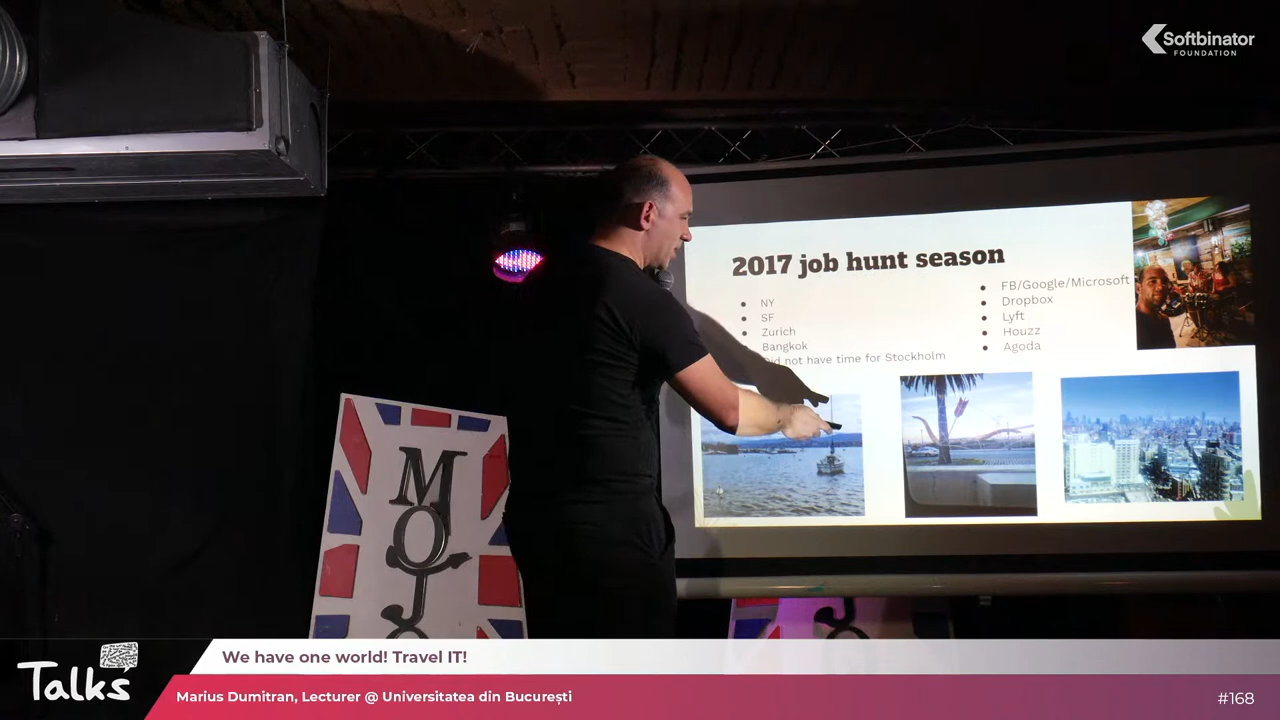 Softbinator
FOUNDATION
2017 job hunt season
NY
SF
Zurich
Bangkok
Did not have time for Stockholm
FB/Google/Microsoft
Dropbox
Lyft
Houzz
Agoda
MOJO
Talks
We have one world! Travel IT!
Marius Dumitran, Lecturer @ Universitatea din București
#168